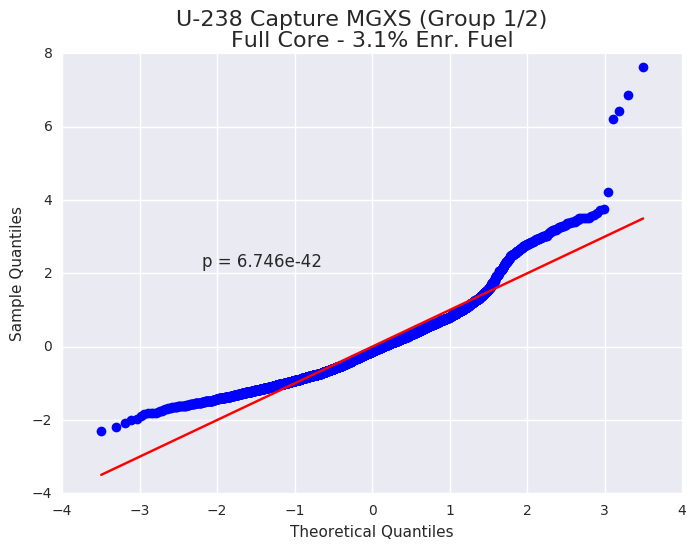 U-238 Capture MGXS (Group 1/2)
Full Core - 3.1% Enr. Fuel
8
6
4
2
0
−2
−4
Sample Quantiles
p = 6.746e-42
−4 −3 −2 −1 0 1 2 3 4
Theoretical Quantiles